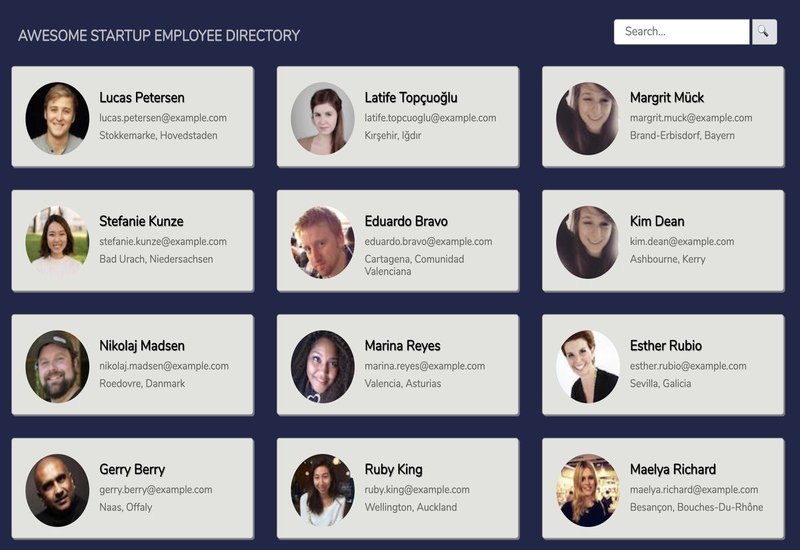 AWESOME STARTUP EMPLOYEE DIRECTORY
Search...
Lucas Petersen
lucas.petersen@example.com
Stokkemarke, Hovedstaden
Latife Topçuoğlu
latife.topcuoglu@example.com
Kırşehir, Iğdır
Margrit Mück
margrit.muck@example.com
Brand-Erbisdorf, Bayern
Stefanie Kunze
stefanie.kunze@example.com
Bad Urach, Niedersachsen
Eduardo Bravo
eduardo.bravo@example.com
Cartagena, Comunidad
Valenciana
Kim Dean
kim.dean@example.com
Ashbourne, Kerry
Nikolaj Madsen
nikolaj.madsen@example.com
Roedovre, Danmark
Marina Reyes
marina.reyes@example.com
Valencia, Asturias
Esther Rubio
esther.rubio@example.com
Sevilla, Galicia
Gerry Berry
gerry.berry@example.com
Naas, Offaly
Ruby King
ruby.king@example.com
Wellington, Auckland
Maelya Richard
maelya.richard@example.com
Besançon, Bouches-Du-Rhône